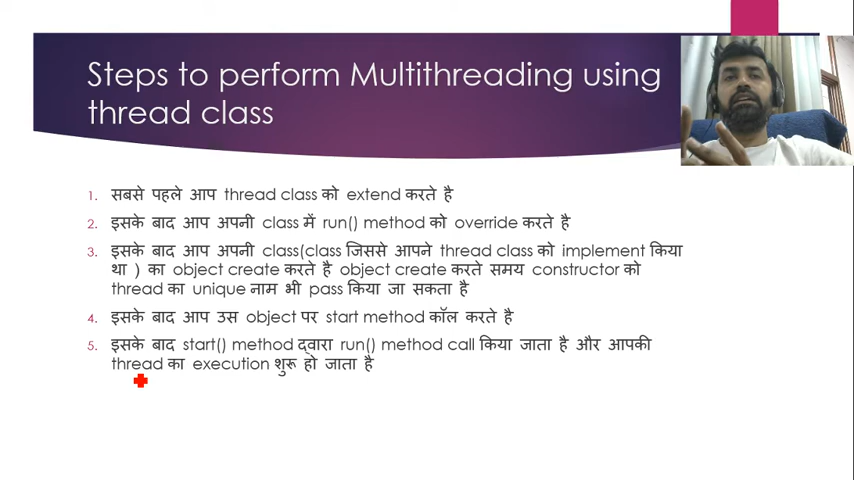 Steps to perform Multithreading using
thread class
1. सबसे पहले आप thread class को extend करते है
2. इसके बाद आप अपनी class में run() method को override करते है
3. इसके बाद आप अपनी class(class जिससे आपने thread class को implement किया
था ) का object create करते है object create करते समय constructor को
thread का unique नाम भी pass किया जा सकता है
4. इसके बाद आप उस object पर start method कॉल करते है
5. इसके बाद start() method द्वारा run() method call किया जाता है और आपकी
thread का execution शुरू हो जाता है